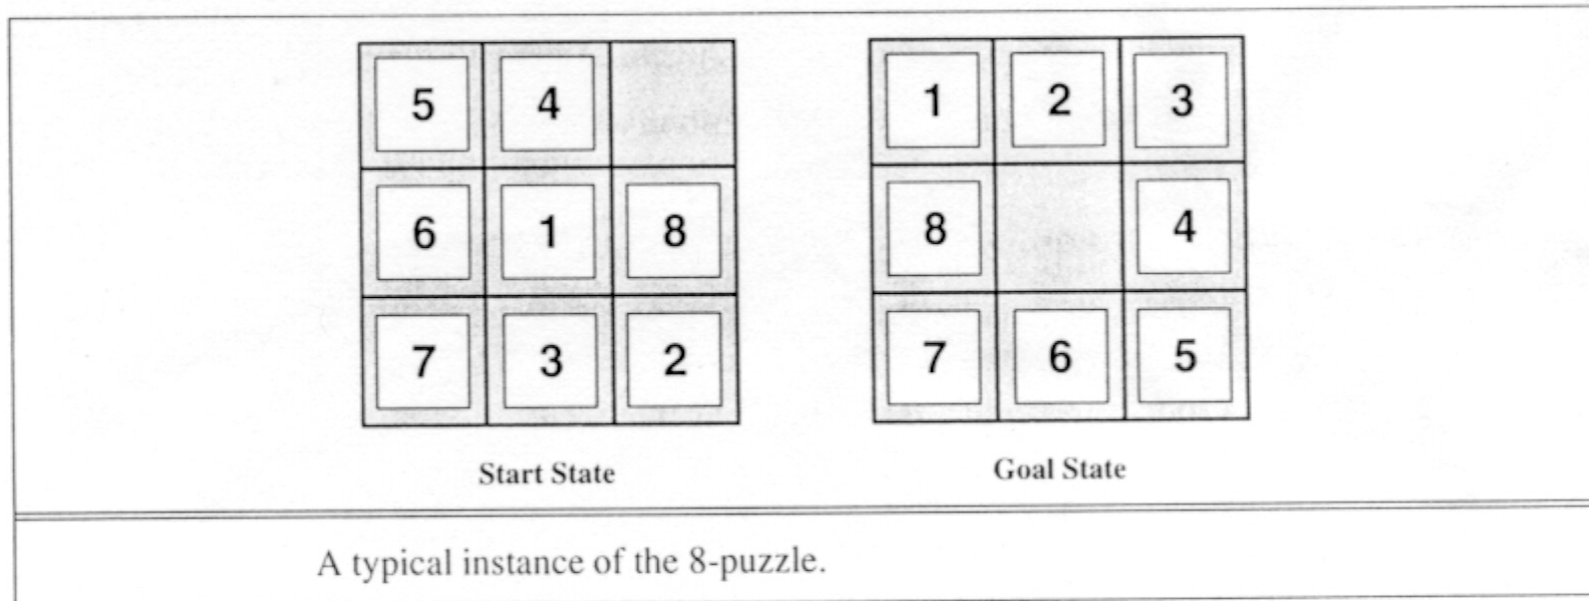 5 4
1 2 3
6 1 8
8 4
7 3 2
7 6 5
Start State
Goal State
A typical instance of the 8-puzzle.